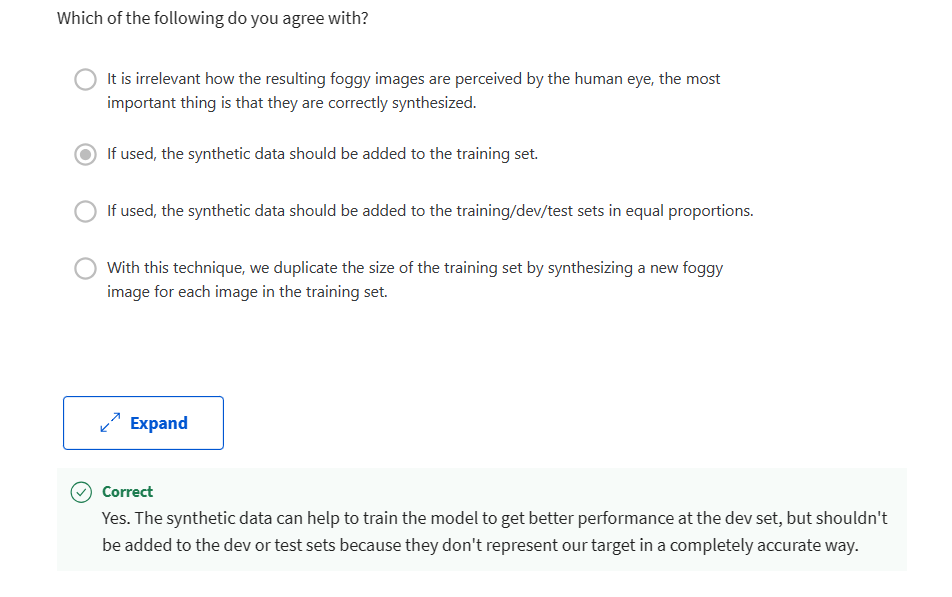 Which of the following do you agree with?
It is irrelevant how the resulting foggy images are perceived by the human eye, the most
important thing is that they are correctly synthesized.
If used, the synthetic data should be added to the training set.
If used, the synthetic data should be added to the training/dev/test sets in equal proportions.
With this technique, we duplicate the size of the training set by synthesizing a new foggy
image for each image in the training set.
Expand
Correct
Yes. The synthetic data can help to train the model to get better performance at the dev set, but shouldn't
be added to the dev or test sets because they don't represent our target in a completely accurate way.